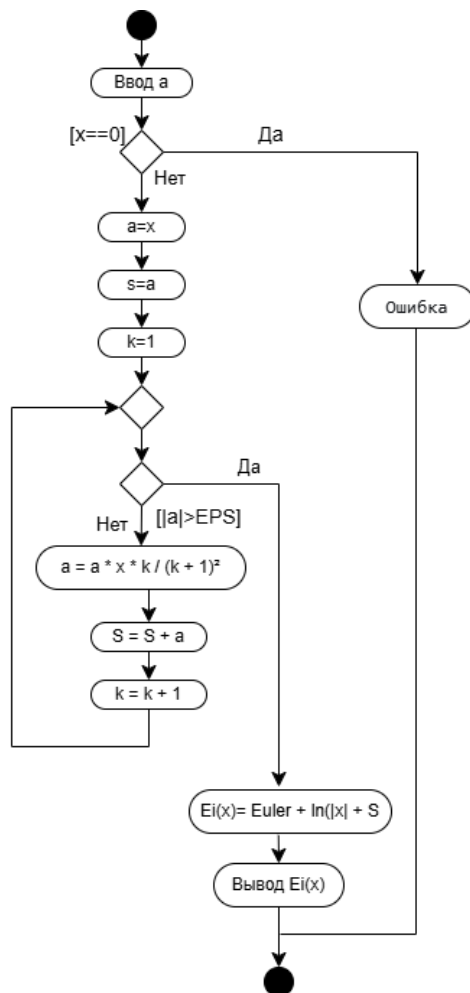 Ввод а
[x==0]
Да
Нет
a=x
s=a
Ошибка
k=1
Да
Нет
[|a|>EPS]
a = a * x * k / (k + 1)²
S = S + a
k = k + 1
Ei(x)= Euler + ln(|x| + S
Вывод Ei(x)